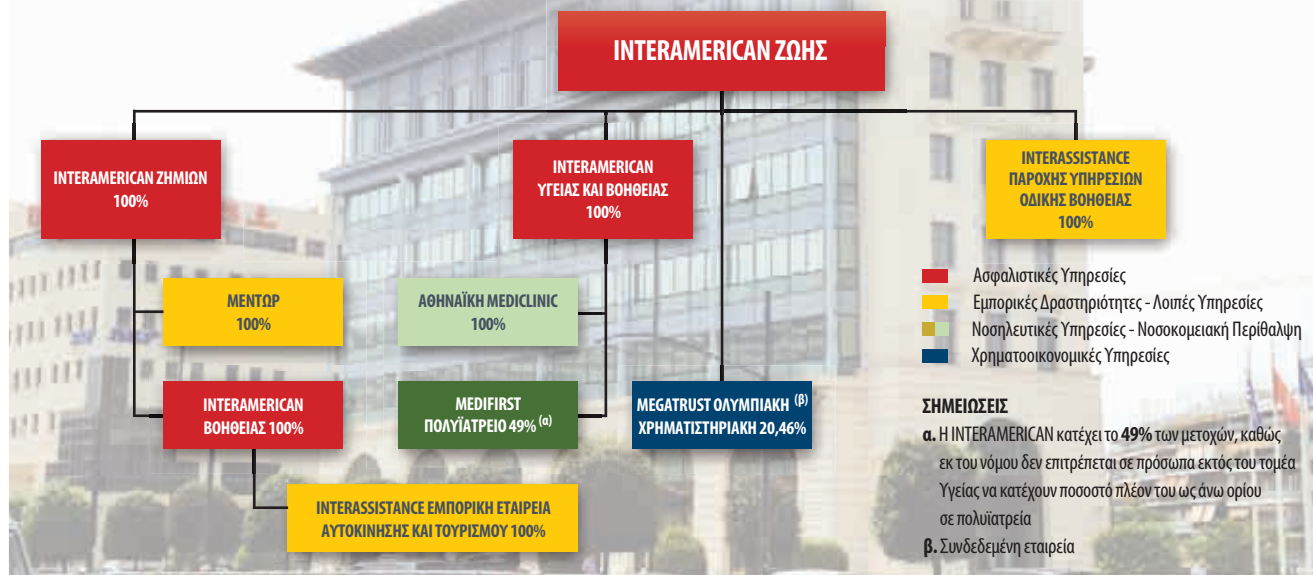 INTERAMERICAN ΖΩΗΣ
INTERAMERICAN ΖΗΜΙΩΝ
100%
INTERAMERICAN
ΥΓΕΙΑΣ ΚΑΙ ΒΟΗΘΕΙΑΣ
100%
INTERASSISTANCE
ΠΑΡΟΧΗΣ ΥΠΗΡΕΣΙΩΝ
ΟΔΙΚΗΣ ΒΟΗΘΕΙΑΣ
100%
ΜΕΝΤΩΡ
100%
ΑΘΗΝΑΪΚΗ MEDICLINIC
100%
INTERAMERICAN
ΒΟΗΘΕΙΑΣ 100%
MEDIFIRST
ΠΟΛΥΪΑΤΡΕΙΟ 49% (α)
MEGATRUST ΟΛΥΜΠΙΑΚΗ (β)
ΧΡΗΜΑΤΙΣΤΗΡΙΑΚΗ 20,46%
INTERASSISTANCE ΕΜΠΟΡΙΚΗ ΕΤΑΙΡΕΙΑ
ΑΥΤΟΚΙΝΗΣΗΣ ΚΑΙ ΤΟΥΡΙΣΜΟΥ 100%
Ασφαλιστικές Υπηρεσίες
Εμπορικές Δραστηριότητες - Λοιπές Υπηρεσίες
Νοσηλευτικές Υπηρεσίες - Νοσοκομειακή Περίθαλψη
Χρηματοοικονομικές Υπηρεσίες
ΣΗΜΕΙΩΣΕΙΣ
α. Η INTERAMERICAN κατέχει το 49% των μετοχών, καθώς
εκ του νόμου δεν επιτρέπεται σε πρόσωπα εκτός του τομέα
Υγείας να κατέχουν ποσοστό πλέον του ως άνω ορίου
σε πολυϊατρεία
β. Συνδεδεμένη εταιρεία